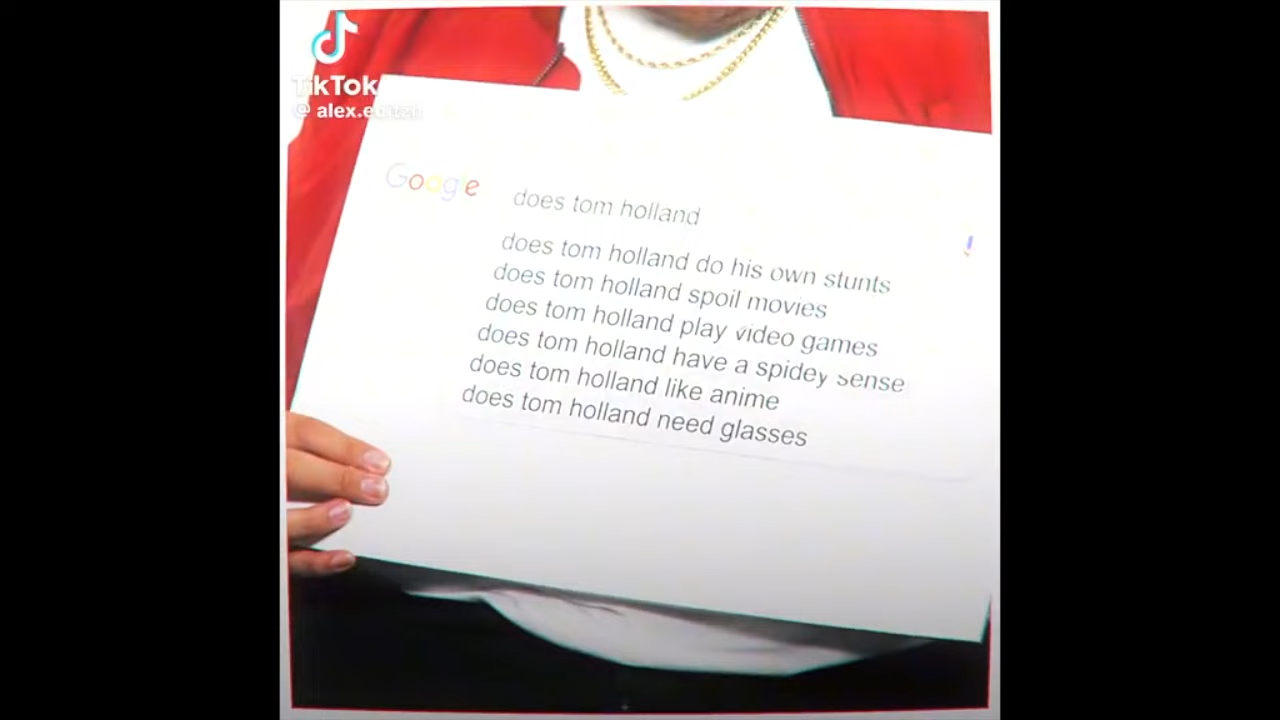 TikTok
@ alex.editzh
Google
does tom holland
does tom holland do his own stunts
does tom holland spoil movies
does tom holland play video games
does tom holland have a spidey sense
does tom holland like anime
does tom holland need glasses